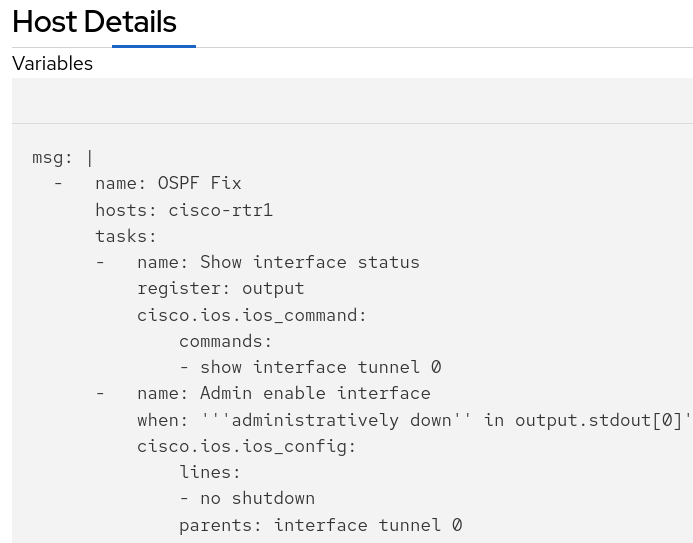 Host Details
Variables
msg: |
  -   name: OSPF Fix
      hosts: cisco-rtr1
      tasks:
      -   name: Show interface status
          register: output
          cisco.ios.ios_command:
              commands:
              - show interface tunnel 0
      -   name: Admin enable interface
          when: '''administratively down'' in output.stdout[0]'
          cisco.ios.ios_config:
              lines:
              - no shutdown
              parents: interface tunnel 0